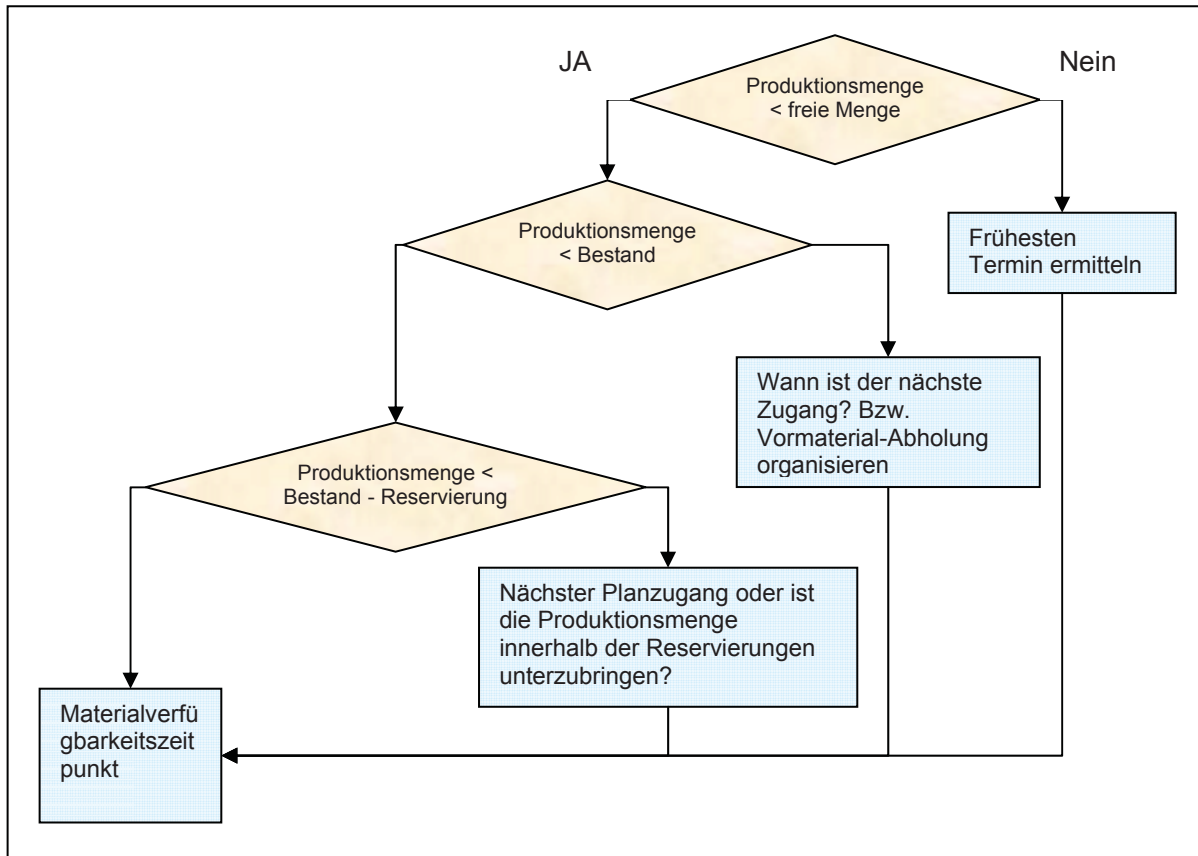 JA
Nein
Produktionsmenge
< freie Menge
Produktionsmenge
< Bestand
Frühesten
Termin ermitteln
Wann ist der nächste
Zugang? Bzw.
Vormaterial-Abholung
organisieren
Produktionsmenge <
Bestand - Reservierung
Nächster Planzugang oder ist
die Produktionsmenge
innerhalb der Reservierungen
unterzubringen?
Materialverfü
gbarkeitszeit
punkt